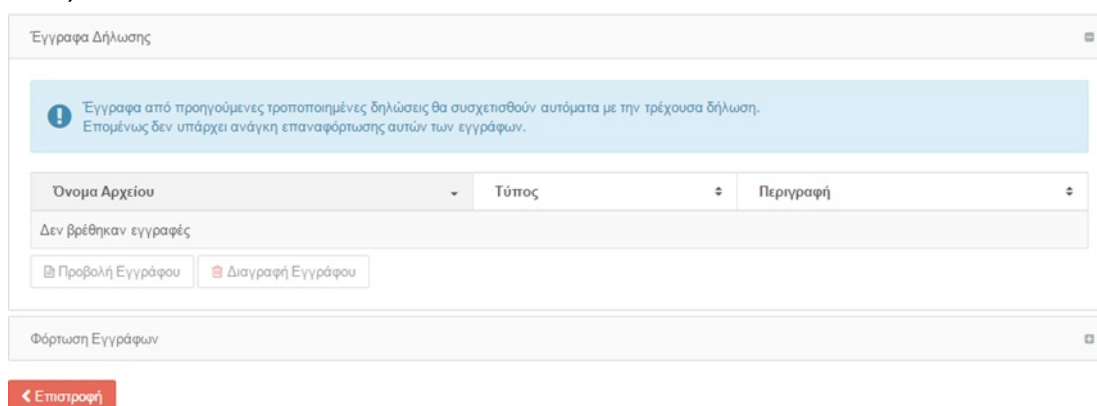 Έγγραφα Δήλωσης
Έγγραφα από προηγούμενες τροποποιημένες δηλώσεις θα συσχετισθούν αυτόματα με την τρέχουσα δήλωση.
Επομένως δεν υπάρχει ανάγκη επαναφόρτωσης αυτών των εγγράφων.
Όνομα Αρχείου Τύπος Περιγραφή
Δεν βρέθηκαν εγγραφές
Προβολή Εγγράφου Διαγραφή Εγγράφου
Φόρτωση Εγγράφων
Επιστροφή